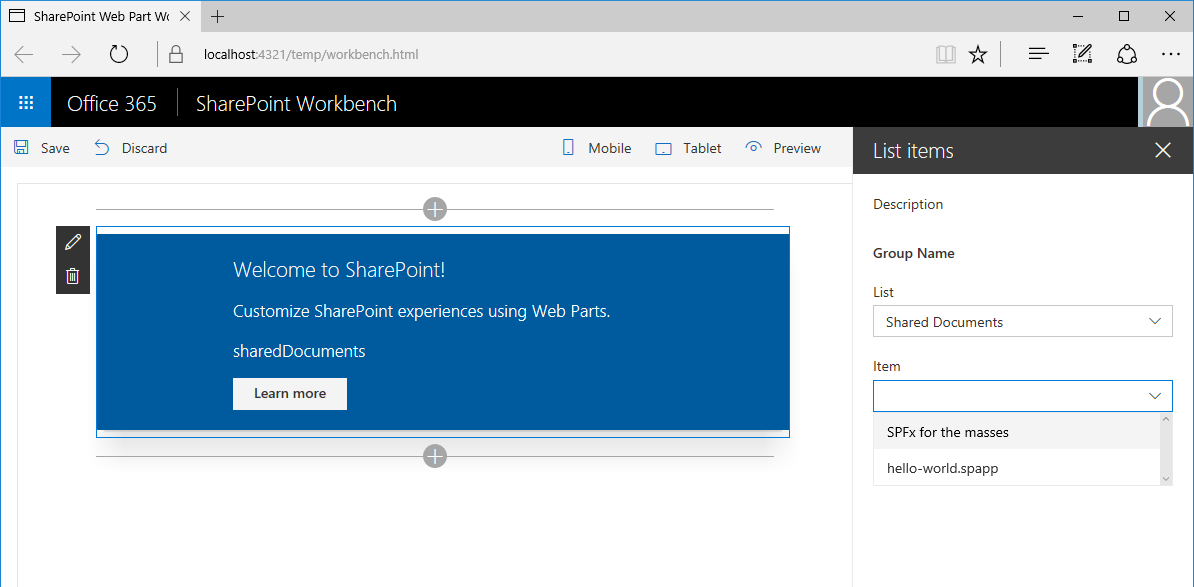 SharePoint Web Part Wo
localhost:4321/temp/workbench.html
Office 365
SharePoint Workbench
Save
Discard
Mobile
Tablet
Preview
Welcome to SharePoint!
Customize SharePoint experiences using Web Parts.
sharedDocuments
Learn more
List items
Description
Group Name
List
Shared Documents
Item
SPFx for the masses
hello-world.spapp